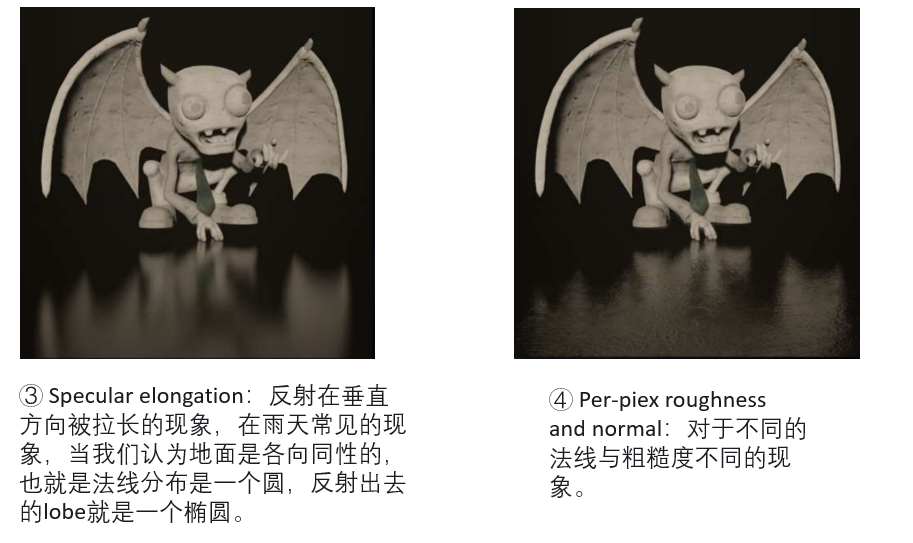 ③ Specular elongation：反射在垂直
方向被拉长的现象，在雨天常见的现
象，当我们认为地面是各向同性的，
也就是法线分布是一个圆，反射出去
的lobe就是一个椭圆。
④ Per-piex roughness
and normal：对于不同的
法线与粗糙度不同的现
象。